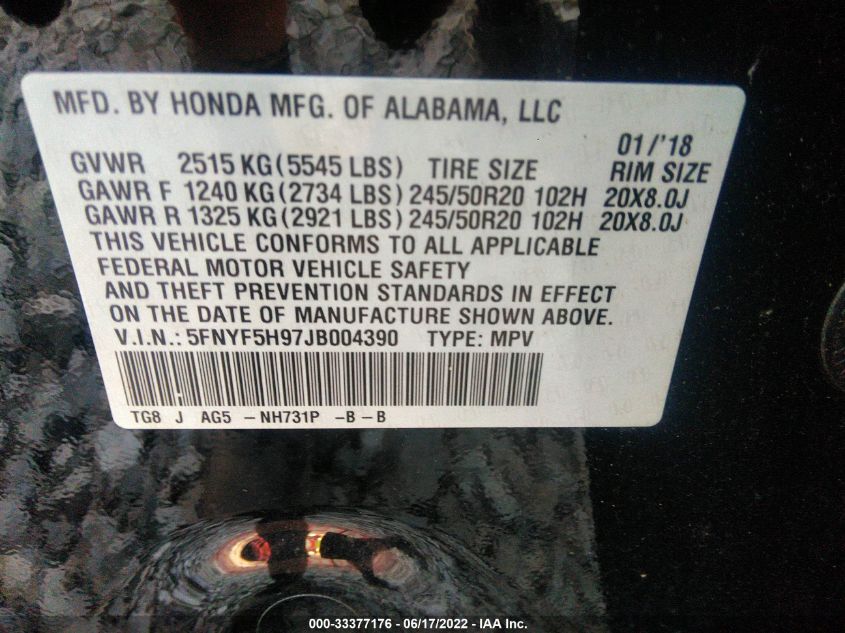 MFD. BY HONDA MFG. OF ALABAMA, LLC
01/'18
GVWR 2515 KG(5545 LBS) TIRE SIZE RIM SIZE
GAWR F 1240 KG(2734 LBS) 245/50R20 102H 20X8.0J
GAWR R 1325 KG(2921 LBS) 245/50R20 102H 20X8.0J
THIS VEHICLE CONFORMS TO ALL APPLICABLE
FEDERAL MOTOR VEHICLE SAFETY
AND THEFT PREVENTION STANDARDS IN EFFECT
ON THE DATE OF MANUFACTURE SHOWN ABOVE.
V.I.N.: 5FNYF5H97JB004390 TYPE: MPV
TG8 J AG5 -NH731P -B-B
000-33377176 - 06/17/2022 - IAA Inc.